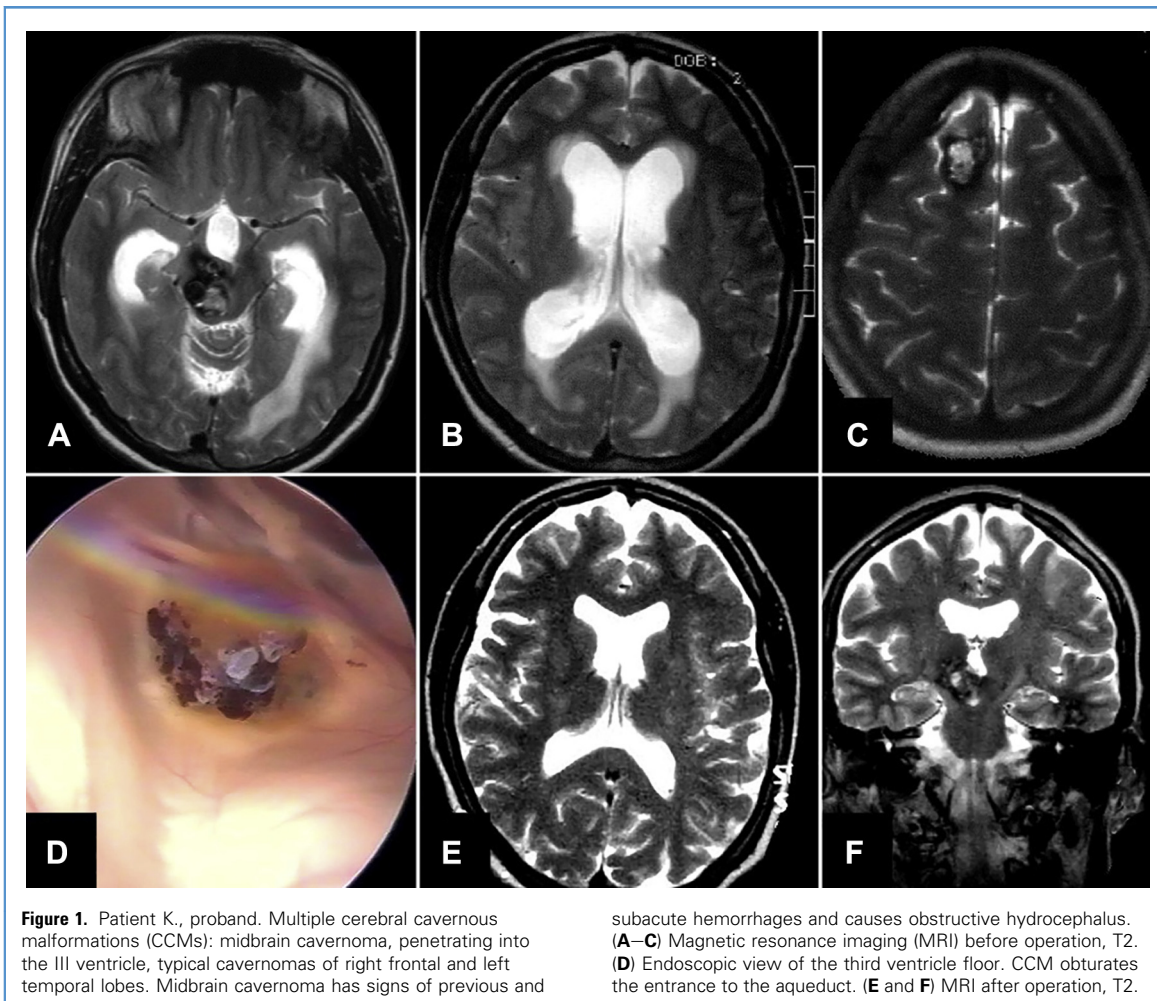 DOB:
2
A
B
C
D
E
F
Figure 1. Patient K., proband. Multiple cerebral cavernous
malformations (CCMs): midbrain cavernoma, penetrating into
the III ventricle, typical cavernomas of right frontal and left
temporal lobes. Midbrain cavernoma has signs of previous and
subacute hemorrhages and causes obstructive hydrocephalus.
(A–C) Magnetic resonance imaging (MRI) before operation, T2.
(D) Endoscopic view of the third ventricle floor. CCM obturates
the entrance to the aqueduct. (E and F) MRI after operation, T2.